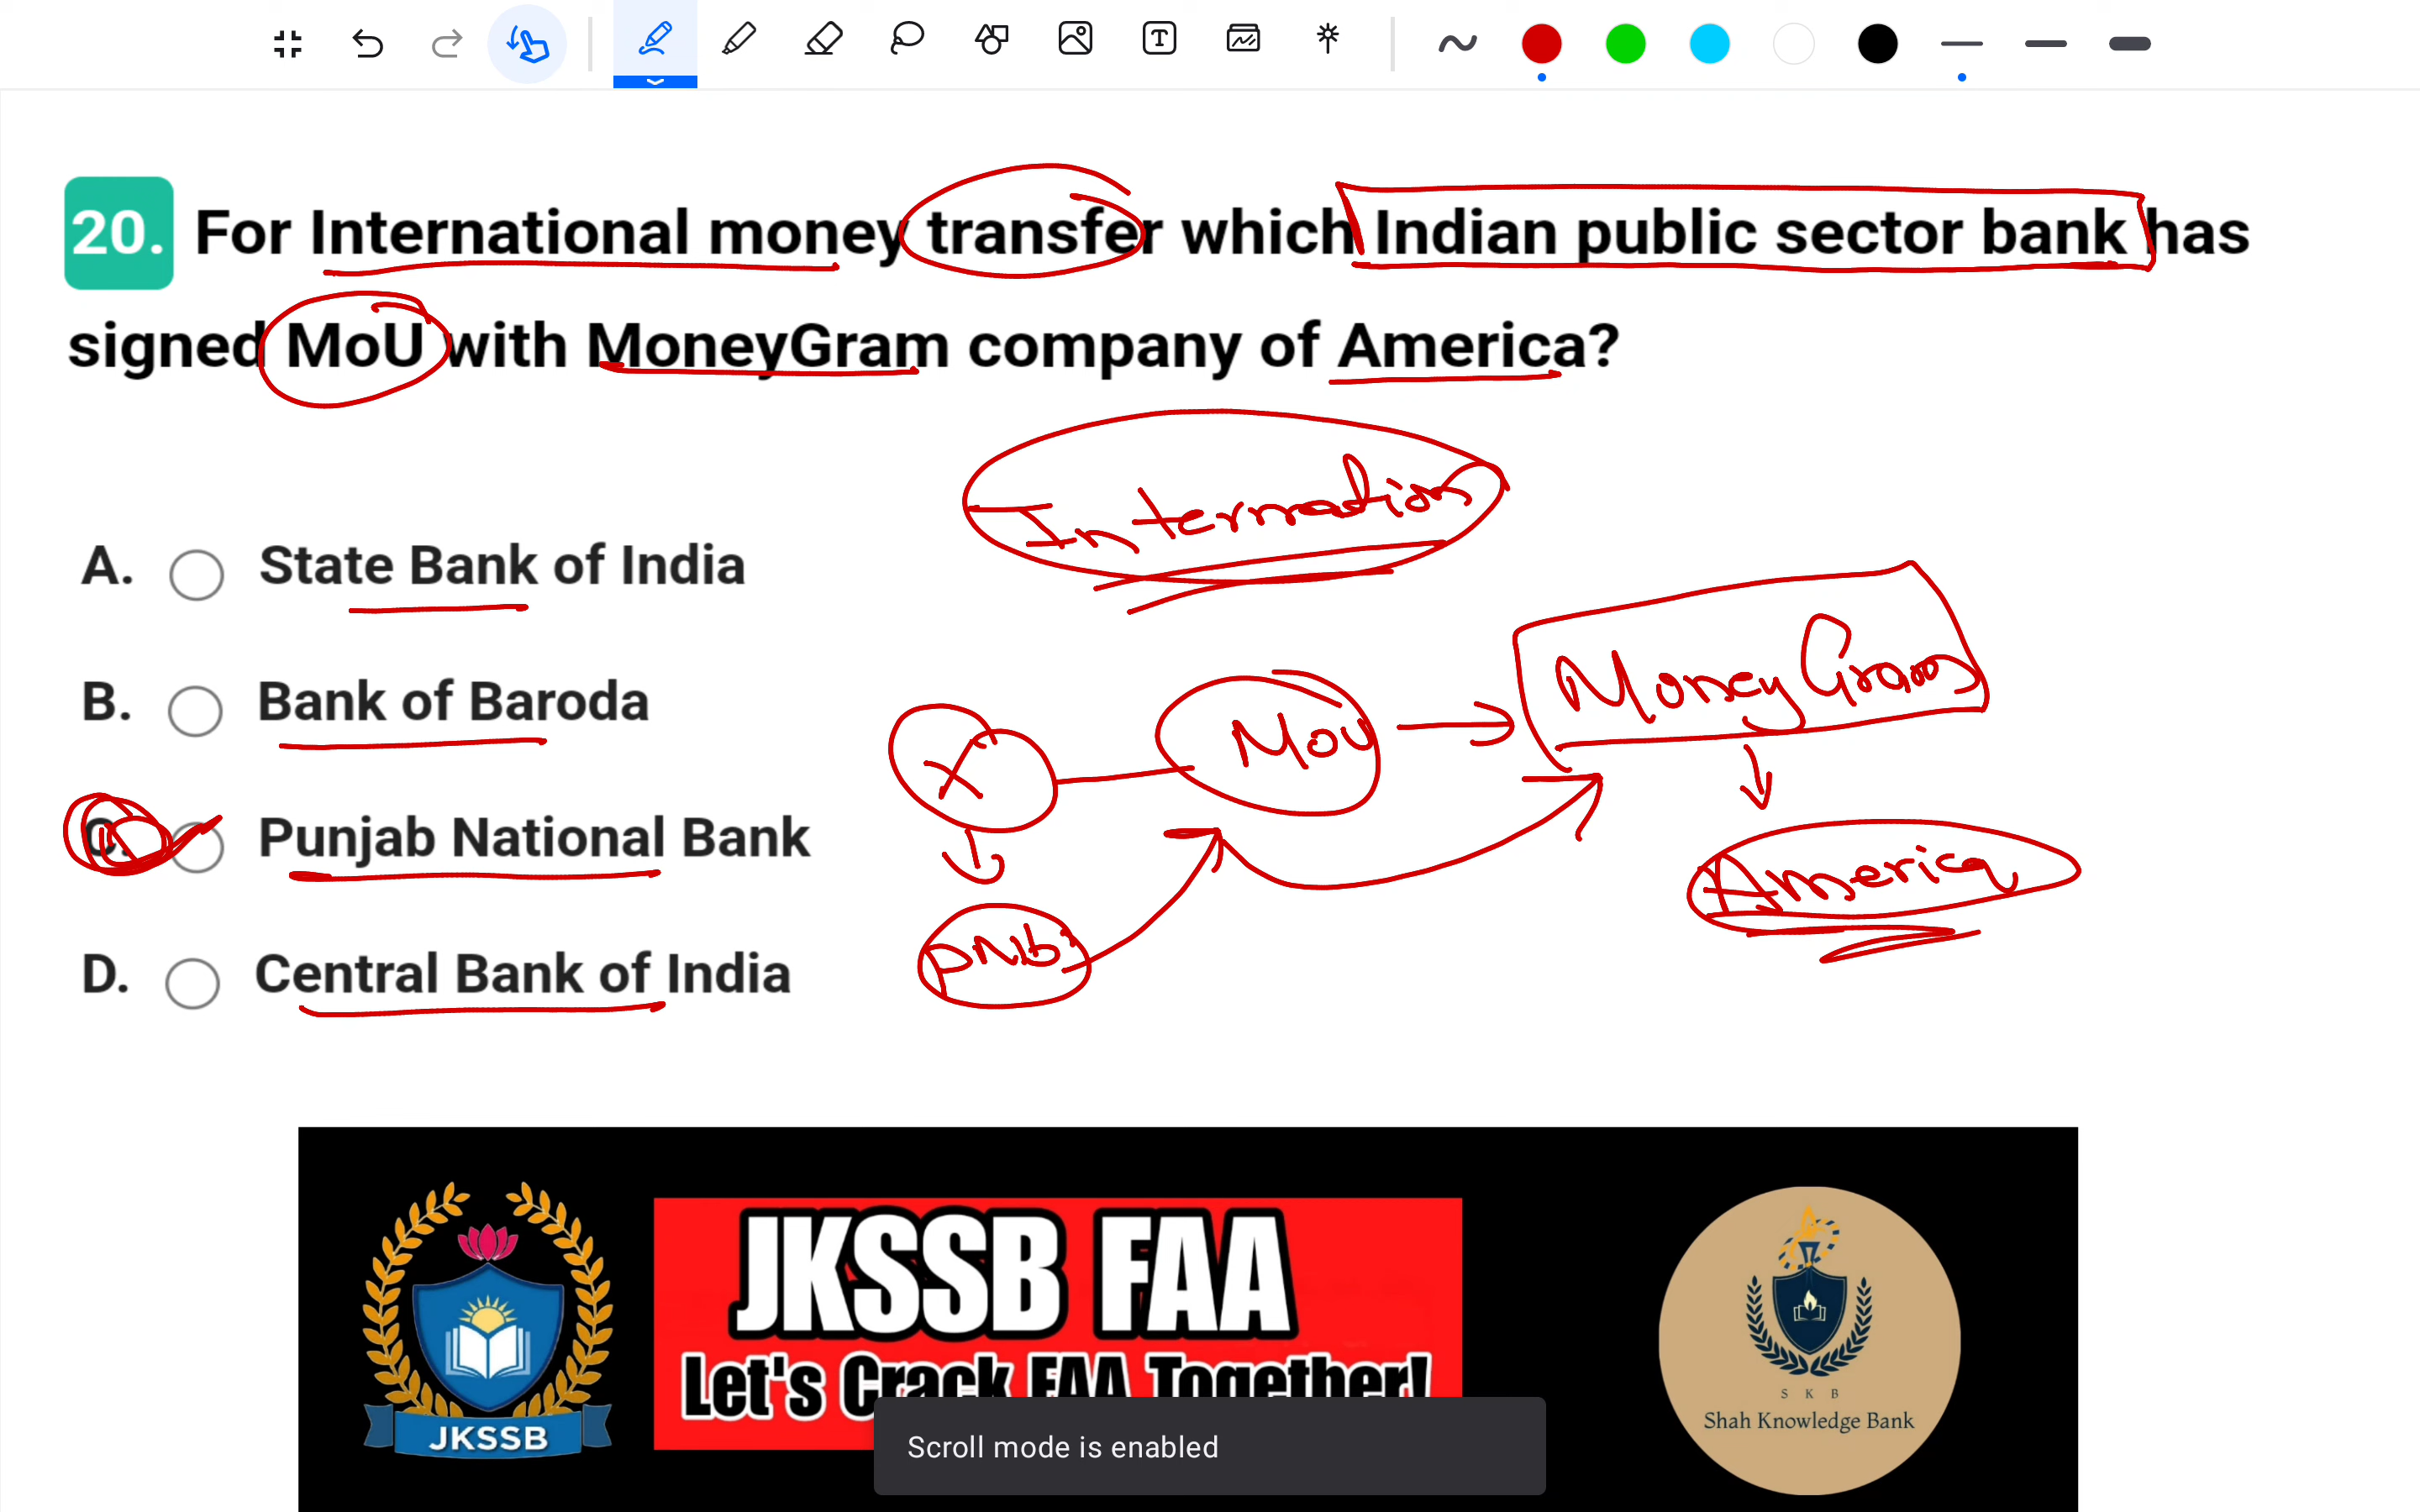 20. For International money transfer which Indian public sector bank has
signed MoU with MoneyGram company of America?
Internation
A. State Bank of India
B. Bank of Baroda
C. Punjab National Bank
D. Central Bank of India
X
MoU
MoneyGram
America
PNb
JKSSB
JKSSB FAA
Let's Crack FAA Together!
S K B
Shah Knowledge Bank
Scroll mode is enabled